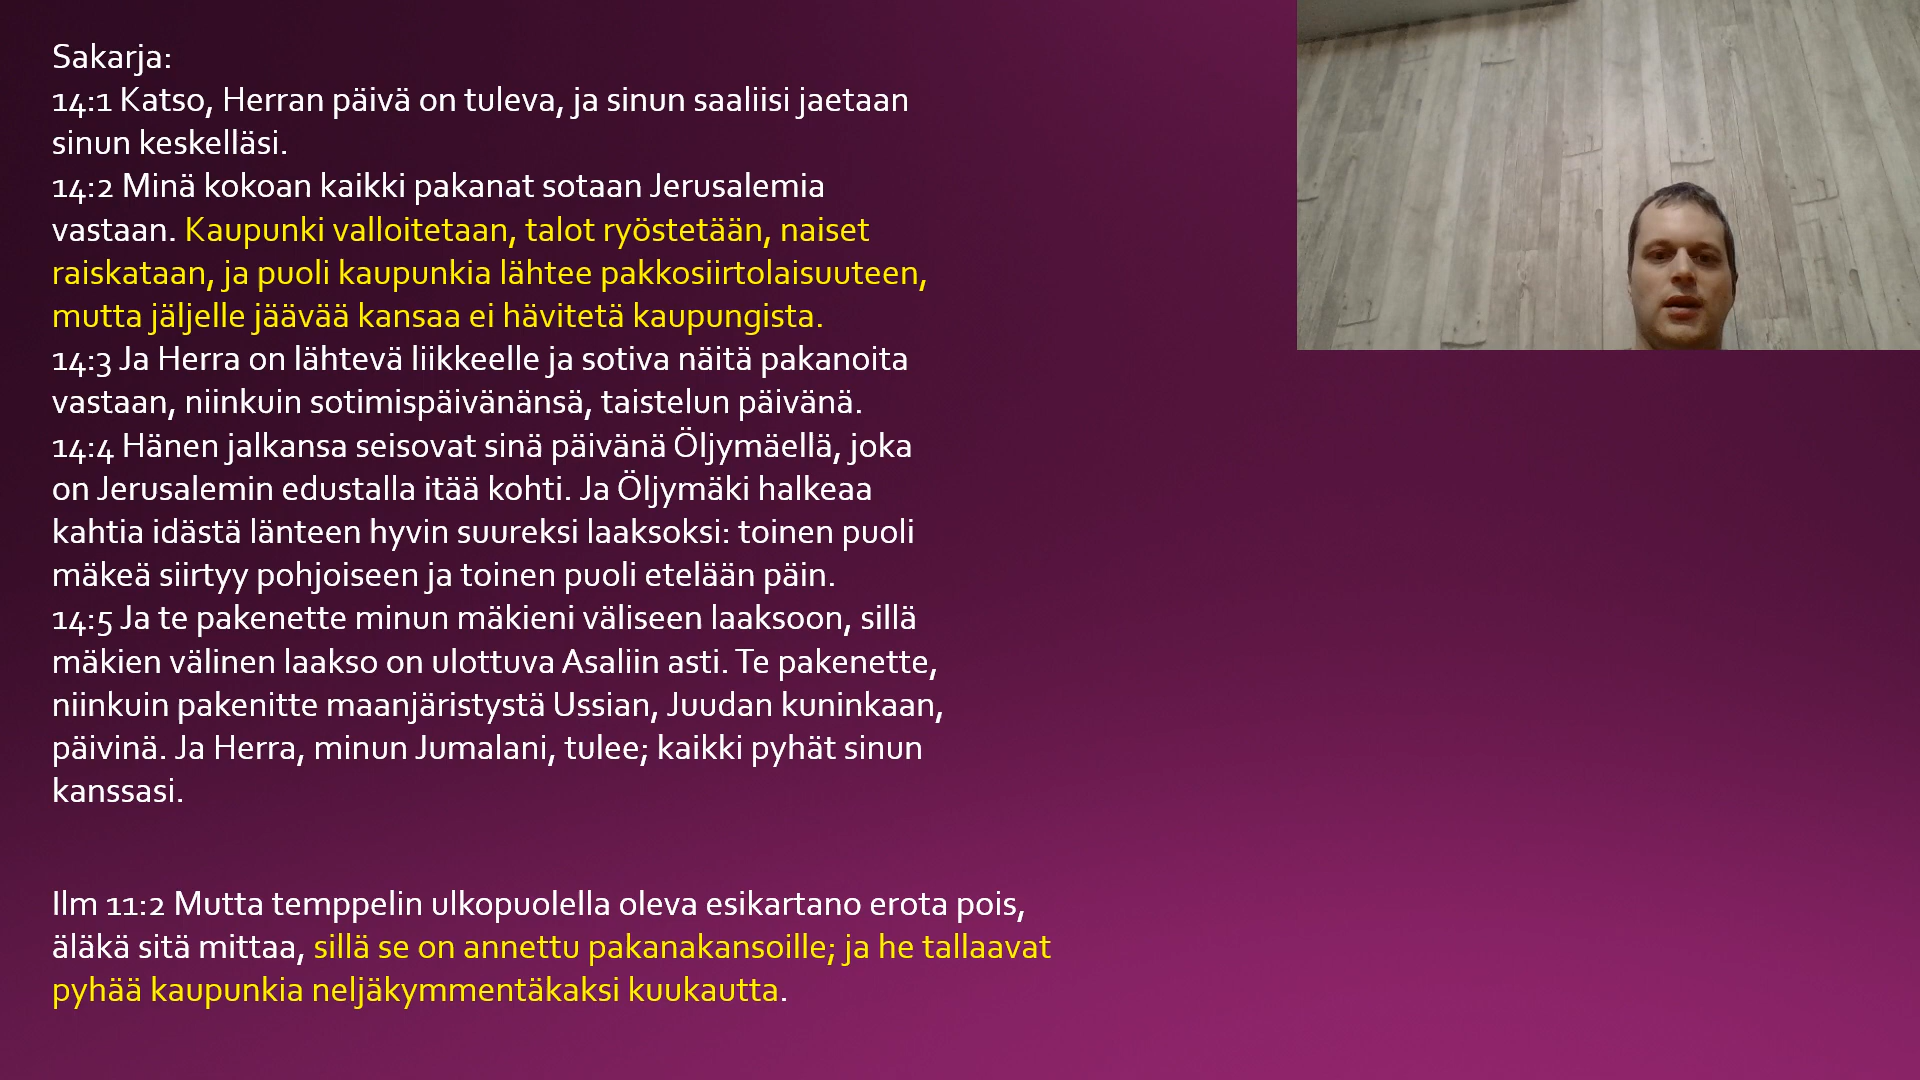 Sakarja:
14:1 Katso, Herran päivä on tuleva, ja sinun saaliisi jaetaan
sinun keskelläsi.
14:2 Minä kokoan kaikki pakanat sotaan Jerusalemia
vastaan. Kaupunki valloitetaan, talot ryöstetään, naiset
raiskataan, ja puoli kaupunkia lähtee pakkosiirtolaisuuteen,
mutta jäljelle jäävää kansaa ei hävitetä kaupungista.
14:3 Ja Herra on lähtevä liikkeelle ja sotiva näitä pakanoita
vastaan, niinkuin sotimispäivänänsä, taistelun päivänä.
14:4 Hänen jalkansa seisovat sinä päivänä Öljymäellä, joka
on Jerusalemin edustalla itää kohti. Ja Öljymäki halkeaa
kahtia idästä länteen hyvin suureksi laaksoksi: toinen puoli
mäkeä siirtyy pohjoiseen ja toinen puoli etelään päin.
14:5 Ja te pakenette minun mäkieni väliseen laaksoon, sillä
mäkien välinen laakso on ulottuva Asaliin asti. Te pakenette,
niinkuin pakenitte maanjäristystä Ussian, Juudan kuninkaan,
päivinä. Ja Herra, minun Jumalani, tulee; kaikki pyhät sinun
kanssasi.
Ilm 11:2 Mutta temppelin ulkopuolella oleva esikartano erota pois,
äläkä sitä mittaa, sillä se on annettu pakanakansoille; ja he tallaavat
pyhää kaupunkia neljäkymmentäkaksi kuukautta.